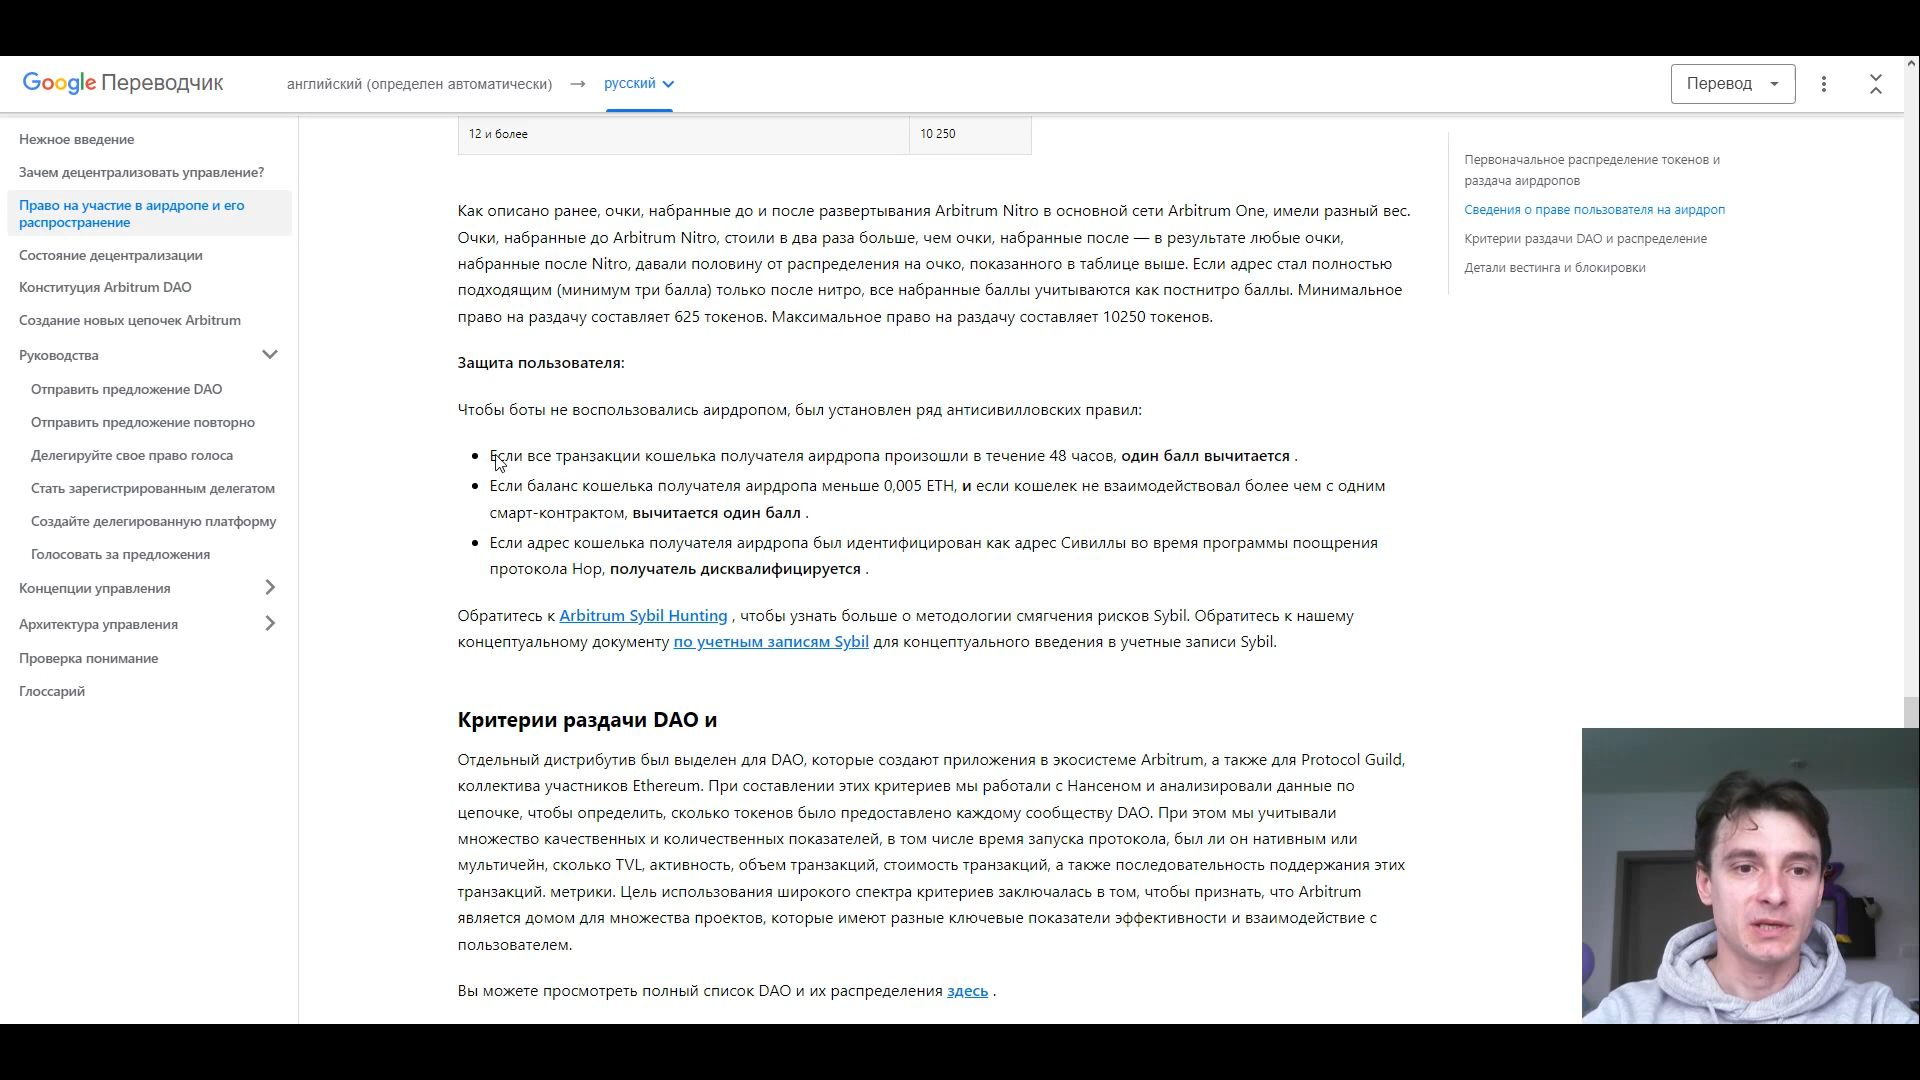 Google Переводчик
английский (определен автоматически) → русский
Перевод
Нежное введение
Зачем децентрализовать управление?
Право на участие в аирдропе и его
распространение
Состояние децентрализации
Конституция Arbitrum DAO
Создание новых цепочек Arbitrum
Руководства
Отправить предложение DAO
Отправить предложение повторно
Делегируйте свое право голоса
Стать зарегистрированным делегатом
Создайте делегированную платформу
Голосовать за предложения
Концепции управления
Архитектура управления
Проверка понимание
Глоссарий
12 и более 10 250
Как описано ранее, очки, набранные до и после развертывания Arbitrum Nitro в основной сети Arbitrum One, имели разный вес.
Очки, набранные до Arbitrum Nitro, стоили в два раза больше, чем очки, набранные после — в результате любые очки,
набранные после Nitro, давали половину от распределения на очко, показанного в таблице выше. Если адрес стал полностью
подходящим (минимум три балла) только после нитро, все набранные баллы учитываются как постнитро баллы. Минимальное
право на раздачу составляет 625 токенов. Максимальное право на раздачу составляет 10250 токенов.
Защита пользователя:
Чтобы боты не воспользовались аирдропом, был установлен ряд антисивилловских правил:
Если все транзакции кошелька получателя аирдропа произошли в течение 48 часов, один балл вычитается .
Если баланс кошелька получателя аирдропа меньше 0,005 ETH, и если кошелек не взаимодействовал более чем с одним
смарт-контрактом, вычитается один балл .
Если адрес кошелька получателя аирдропа был идентифицирован как адрес Сивиллы во время программы поощрения
протокола Hop, получатель дисквалифицируется .
Обратитесь к Arbitrum Sybil Hunting , чтобы узнать больше о методологии смягчения рисков Sybil. Обратитесь к нашему
концептуальному документу по учетным записям Sybil для концептуального введения в учетные записи Sybil.
Критерии раздачи DAO и
Отдельный дистрибутив был выделен для DAO, которые создают приложения в экосистеме Arbitrum, а также для Protocol Guild,
коллектива участников Ethereum. При составлении этих критериев мы работали с Нансеном и анализировали данные по
цепочке, чтобы определить, сколько токенов было предоставлено каждому сообществу DAO. При этом мы учитывали
множество качественных и количественных показателей, в том числе время запуска протокола, был ли он нативным или
мультичейн, сколько TVL, активность, объем транзакций, стоимость транзакций, а также последовательность поддержания этих
транзакций. метрики. Цель использования широкого спектра критериев заключалась в том, чтобы признать, что Arbitrum
является домом для множества проектов, которые имеют разные ключевые показатели эффективности и взаимодействие с
пользователем.
Вы можете просмотреть полный список DAO и их распределения здесь .
Первоначальное распределение токенов и
раздача аирдропов
Сведения о праве пользователя на аирдроп
Критерии раздачи DAO и распределение
Детали вестинга и блокировки